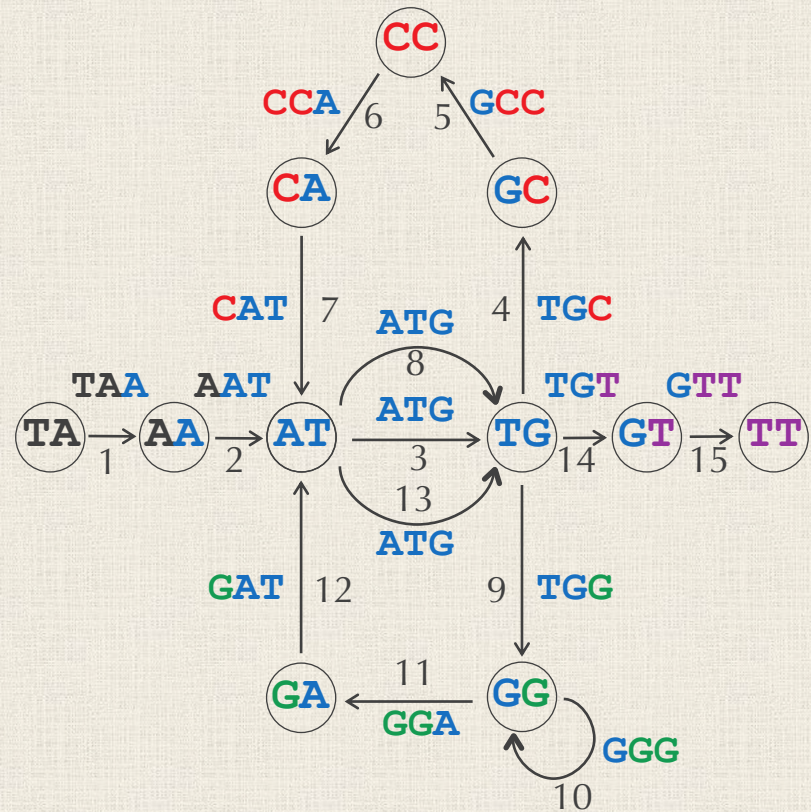 CC
CCA 6 5 GCC
CA GC
CAT 7 ATG 4 TGC
8
TAA AAT ATG TGT GTT
TA AA AT TG GT TT
1 2 3 14 15
13
ATG
GAT 12 9 TGG
11
GA GG
GGA
GGG
10